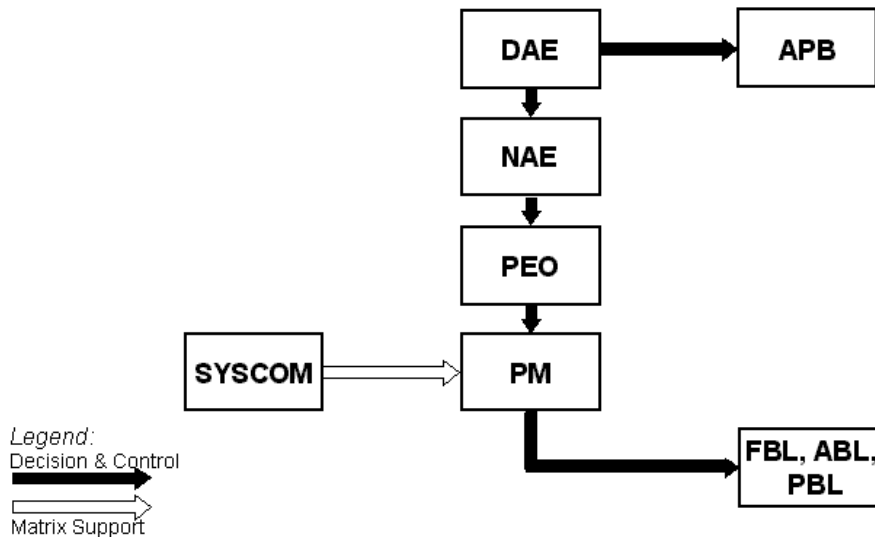 DAE
APB
NAE
PEO
SYSCOM
PM
Legend:
Decision & Control
Matrix Support
FBL, ABL,
PBL